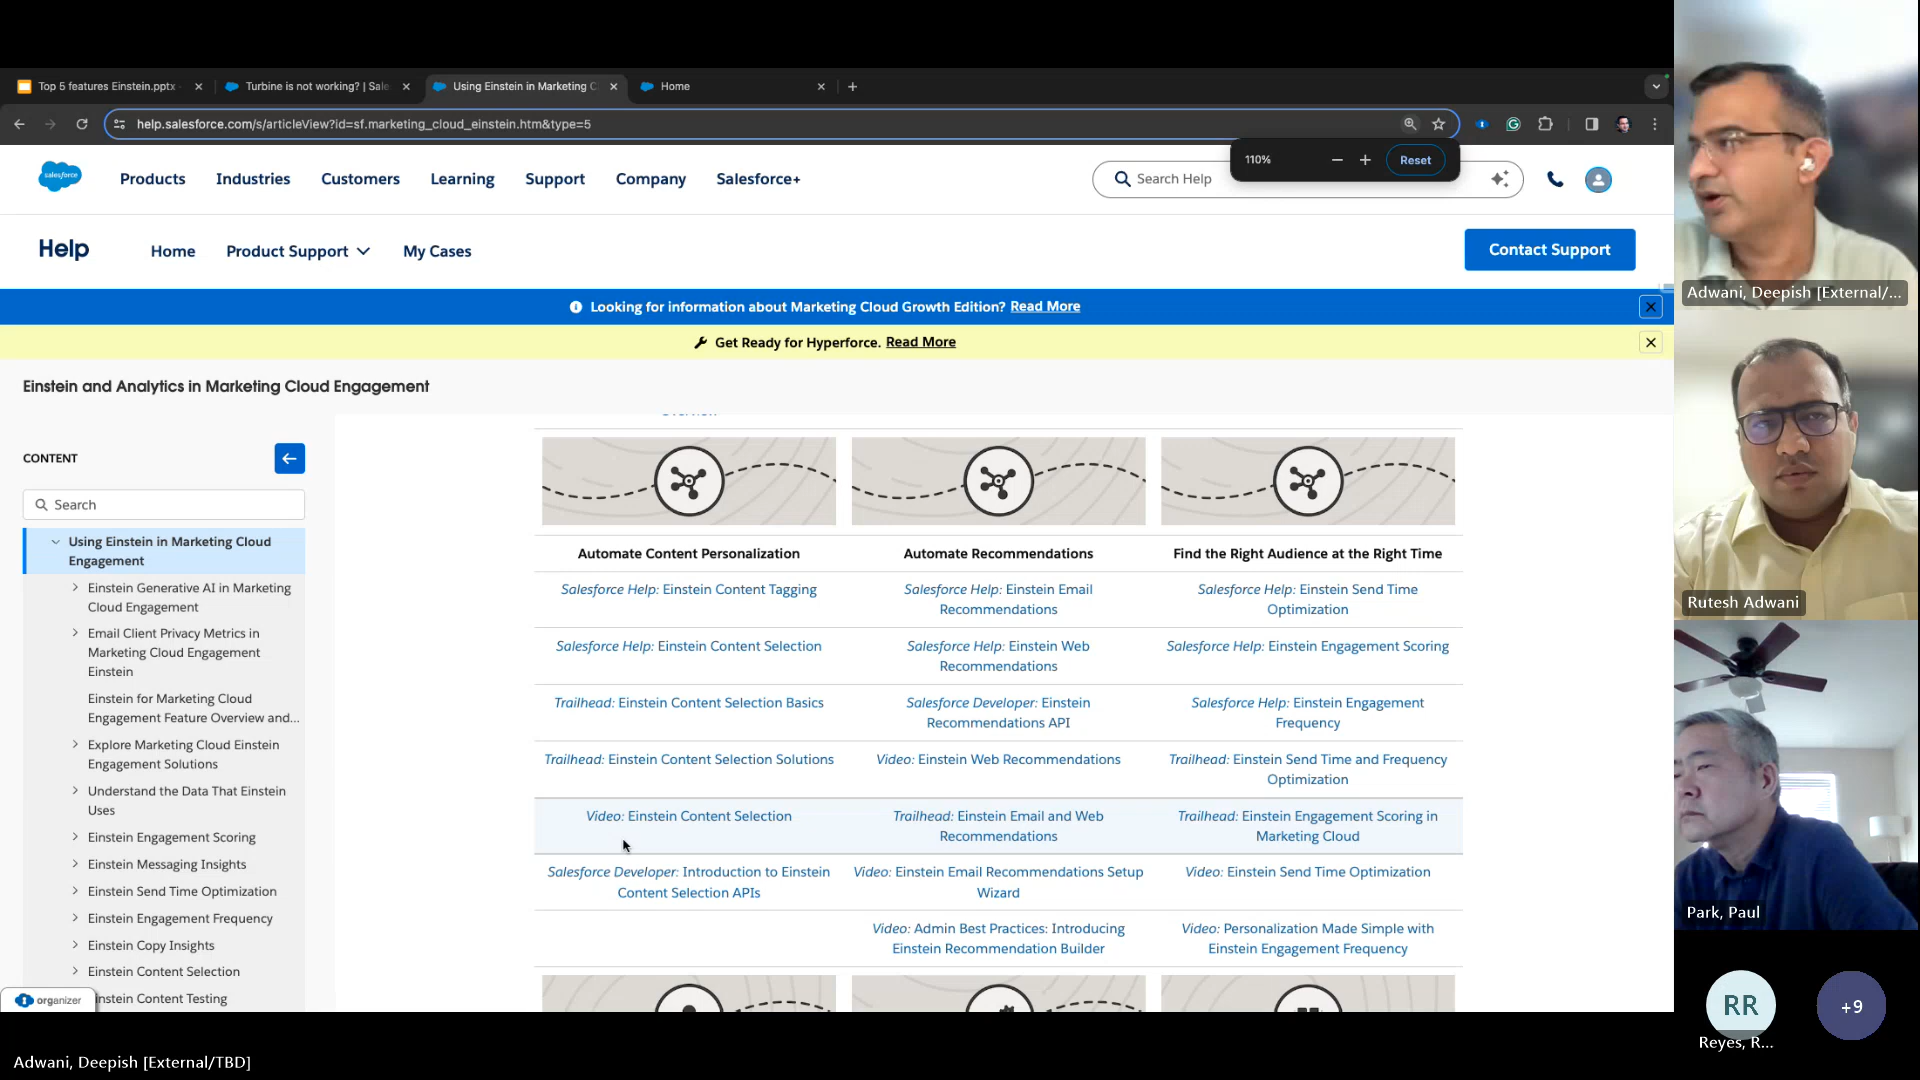 Top 5 features Einstein.pptx
Turbine is not working? | Sale
Using Einstein in Marketing C
Home
help.salesforce.com/s/articleView?id=sf.marketing_cloud_einstein.htm&type=5
110%
Reset
salesforce
Products
Industries
Customers
Learning
Support
Company
Salesforce+
Search Help
Help
Home
Product Support
My Cases
Contact Support
Looking for information about Marketing Cloud Growth Edition? Read More
Get Ready for Hyperforce. Read More
Einstein and Analytics in Marketing Cloud Engagement
CONTENT
Search
Using Einstein in Marketing Cloud
Engagement
Einstein Generative AI in Marketing
Cloud Engagement
Email Client Privacy Metrics in
Marketing Cloud Engagement
Einstein
Einstein for Marketing Cloud
Engagement Feature Overview and...
Explore Marketing Cloud Einstein
Engagement Solutions
Understand the Data That Einstein
Uses
Einstein Engagement Scoring
Einstein Messaging Insights
Einstein Send Time Optimization
Einstein Engagement Frequency
Einstein Copy Insights
Einstein Content Selection
instein Content Testing
organizer
Automate Content Personalization
Salesforce Help: Einstein Content Tagging
Salesforce Help: Einstein Content Selection
Trailhead: Einstein Content Selection Basics
Trailhead: Einstein Content Selection Solutions
Video: Einstein Content Selection
Salesforce Developer: Introduction to Einstein
Content Selection APIs
Automate Recommendations
Salesforce Help: Einstein Email
Recommendations
Salesforce Help: Einstein Web
Recommendations
Salesforce Developer: Einstein
Recommendations API
Video: Einstein Web Recommendations
Trailhead: Einstein Email and Web
Recommendations
Video: Einstein Email Recommendations Setup
Wizard
Video: Admin Best Practices: Introducing
Einstein Recommendation Builder
Find the Right Audience at the Right Time
Salesforce Help: Einstein Send Time
Optimization
Salesforce Help: Einstein Engagement Scoring
Salesforce Help: Einstein Engagement
Frequency
Trailhead: Einstein Send Time and Frequency
Optimization
Trailhead: Einstein Engagement Scoring in
Marketing Cloud
Video: Einstein Send Time Optimization
Video: Personalization Made Simple with
Einstein Engagement Frequency
Adwani, Deepish [External/...
Rutesh Adwani
Park, Paul
RR
Reyes, R...
+9
Adwani, Deepish [External/TBD]